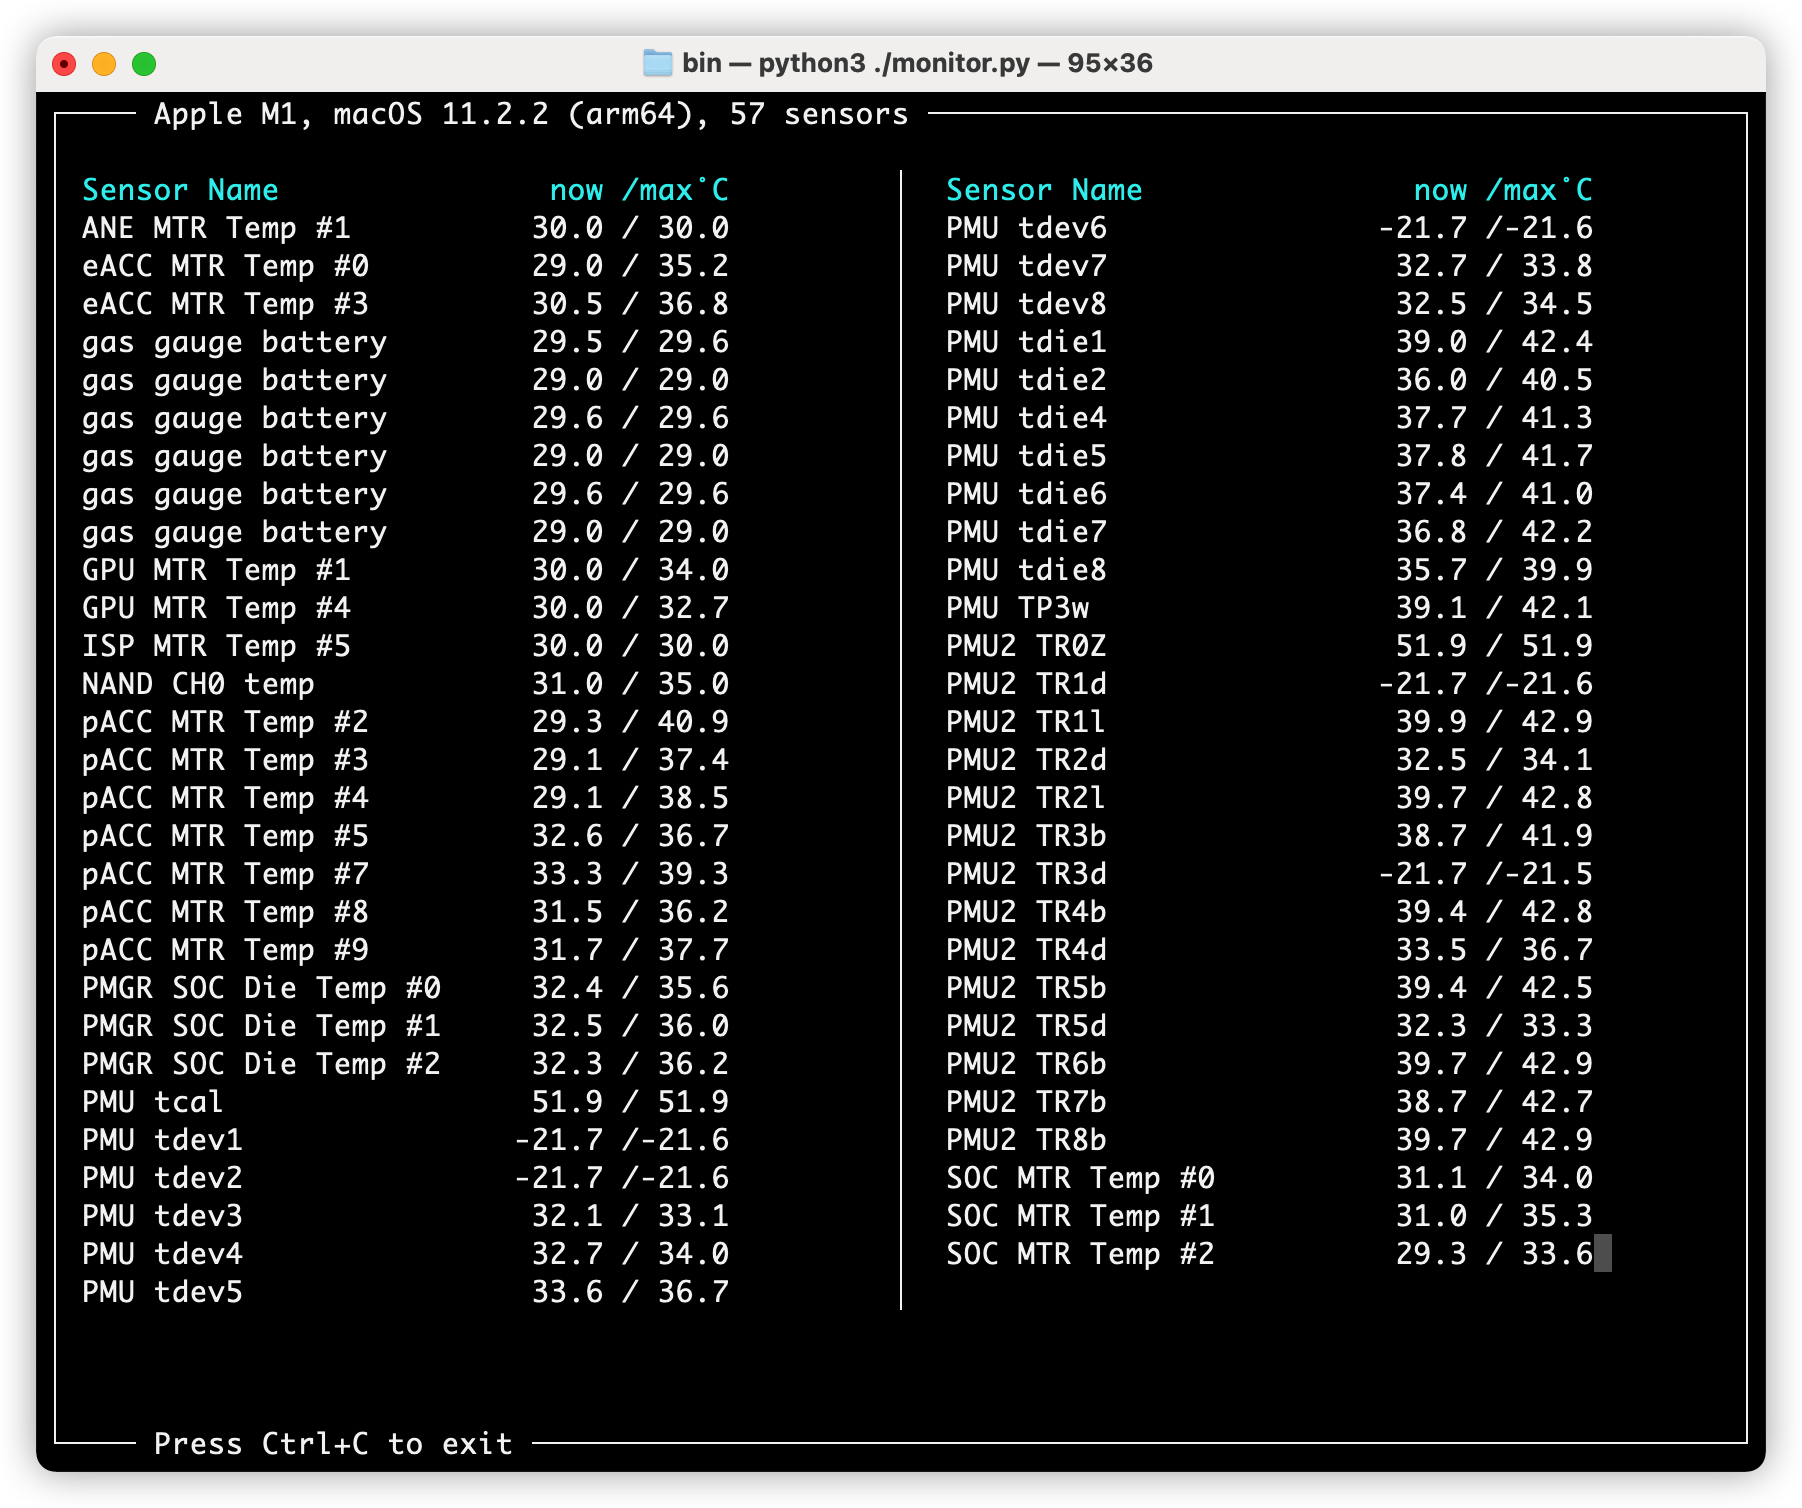 bin — python3 ./monitor.py — 95×36
Apple M1, macOS 11.2.2 (arm64), 57 sensors
Sensor Name now /max°C
ANE MTR Temp #1 30.0 / 30.0
eACC MTR Temp #0 29.0 / 35.2
eACC MTR Temp #3 30.5 / 36.8
gas gauge battery 29.5 / 29.6
gas gauge battery 29.0 / 29.0
gas gauge battery 29.6 / 29.6
gas gauge battery 29.0 / 29.0
gas gauge battery 29.6 / 29.6
gas gauge battery 29.0 / 29.0
GPU MTR Temp #1 30.0 / 34.0
GPU MTR Temp #4 30.0 / 32.7
ISP MTR Temp #5 30.0 / 30.0
NAND CH0 temp 31.0 / 35.0
pACC MTR Temp #2 29.3 / 40.9
pACC MTR Temp #3 29.1 / 37.4
pACC MTR Temp #4 29.1 / 38.5
pACC MTR Temp #5 32.6 / 36.7
pACC MTR Temp #7 33.3 / 39.3
pACC MTR Temp #8 31.5 / 36.2
pACC MTR Temp #9 31.7 / 37.7
PMGR SOC Die Temp #0 32.4 / 35.6
PMGR SOC Die Temp #1 32.5 / 36.0
PMGR SOC Die Temp #2 32.3 / 36.2
PMU tcal 51.9 / 51.9
PMU tdev1 -21.7 /-21.6
PMU tdev2 -21.7 /-21.6
PMU tdev3 32.1 / 33.1
PMU tdev4 32.7 / 34.0
PMU tdev5 33.6 / 36.7
Sensor Name now /max°C
PMU tdev6 -21.7 /-21.6
PMU tdev7 32.7 / 33.8
PMU tdev8 32.5 / 34.5
PMU tdie1 39.0 / 42.4
PMU tdie2 36.0 / 40.5
PMU tdie4 37.7 / 41.3
PMU tdie5 37.8 / 41.7
PMU tdie6 37.4 / 41.0
PMU tdie7 36.8 / 42.2
PMU tdie8 35.7 / 39.9
PMU TP3w 39.1 / 42.1
PMU2 TR0Z 51.9 / 51.9
PMU2 TR1d -21.7 /-21.6
PMU2 TR1l 39.9 / 42.9
PMU2 TR2d 32.5 / 34.1
PMU2 TR2l 39.7 / 42.8
PMU2 TR3b 38.7 / 41.9
PMU2 TR3d -21.7 /-21.5
PMU2 TR4b 39.4 / 42.8
PMU2 TR4d 33.5 / 36.7
PMU2 TR5b 39.4 / 42.5
PMU2 TR5d 32.3 / 33.3
PMU2 TR6b 39.7 / 42.9
PMU2 TR7b 38.7 / 42.7
PMU2 TR8b 39.7 / 42.9
SOC MTR Temp #0 31.1 / 34.0
SOC MTR Temp #1 31.0 / 35.3
SOC MTR Temp #2 29.3 / 33.6
Press Ctrl+C to exit